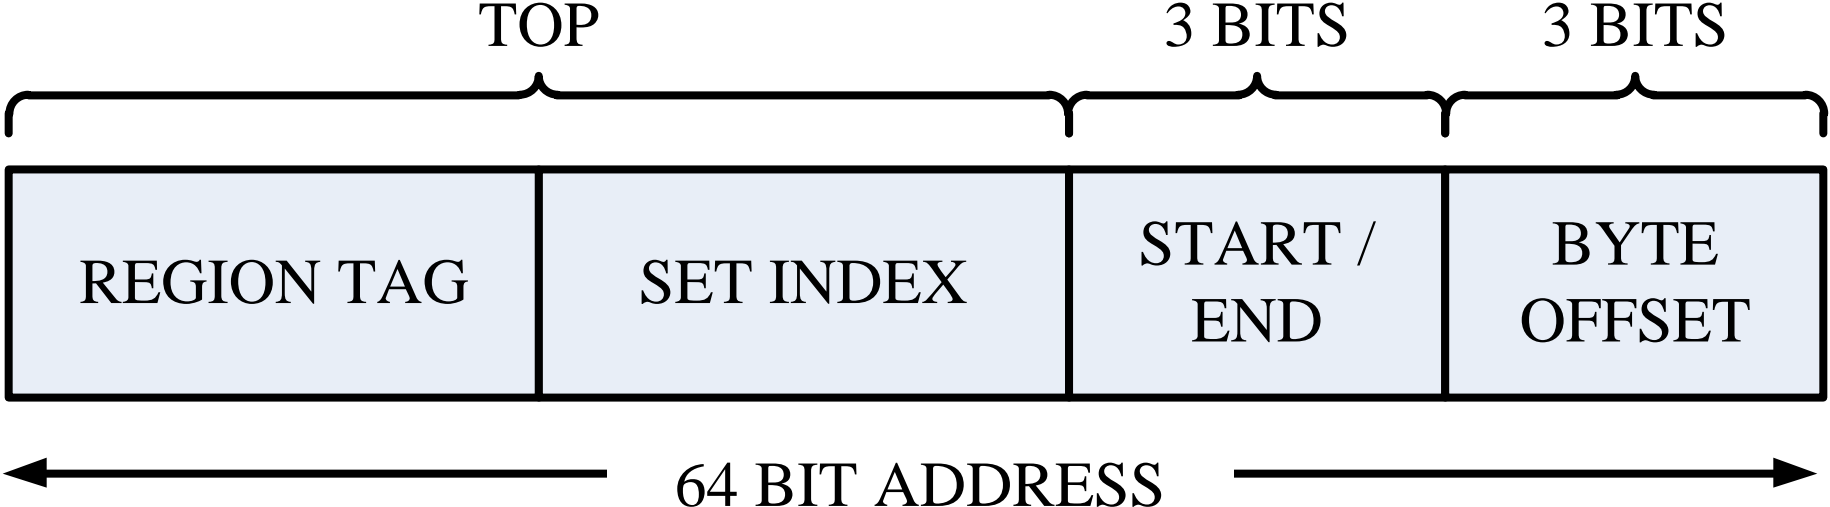 TOP
3 BITS
3 BITS
REGION TAG
SET INDEX
START /
END
BYTE
OFFSET
64 BIT ADDRESS